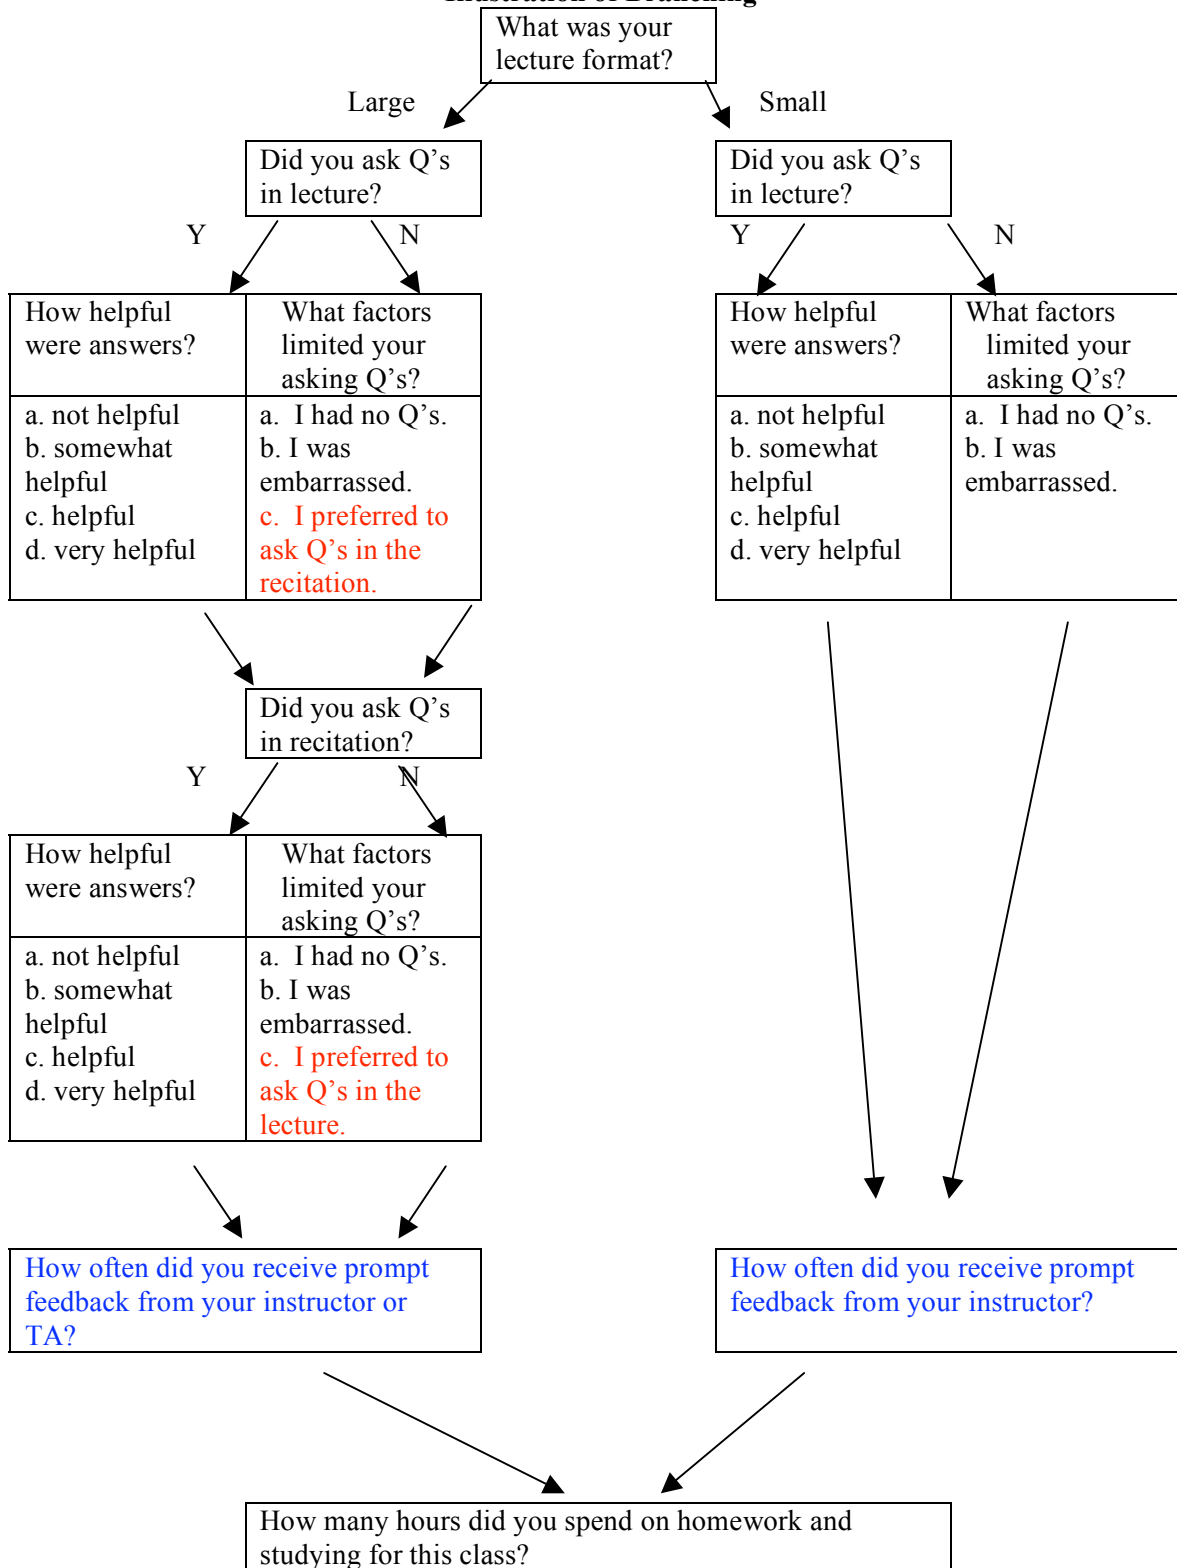 Illustration of Branching
What was your
lecture format?
Large
Small
Did you ask Q's
in lecture?
Did you ask Q's
in lecture?
Y
N
Y
N
How helpful
were answers?
What factors
limited your
asking Q's?
How helpful
were answers?
What factors
limited your
asking Q's?
a. not helpful
b. somewhat
helpful
c. helpful
d. very helpful
a. I had no Q's.
b. I was
embarrassed.
c. I preferred to
ask Q's in the
recitation.
a. not helpful
b. somewhat
helpful
c. helpful
d. very helpful
a. I had no Q's.
b. I was
embarrassed.
Did you ask Q's
in recitation?
Y
N
How helpful
were answers?
What factors
limited your
asking Q's?
a. not helpful
b. somewhat
helpful
c. helpful
d. very helpful
a. I had no Q's.
b. I was
embarrassed.
c. I preferred to
ask Q's in the
lecture.
How often did you receive prompt
feedback from your instructor or
TA?
How often did you receive prompt
feedback from your instructor?
How many hours did you spend on homework and
studying for this class?